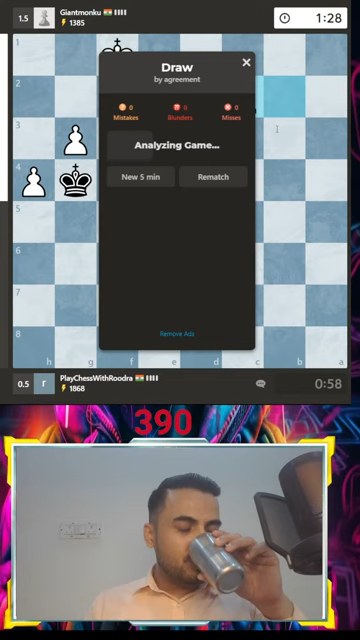 1.5
Giantmonku
1385
1:28
1
2
3
4
5
6
7
8
h
g
f
e
d
c
b
a
Draw
by agreement
0
Mistakes
0
Blunders
0
Misses
Analyzing Game...
New 5 min
Rematch
Remove Ads
0.5
r
PlayChessWithRoodra
1868
0:58
390